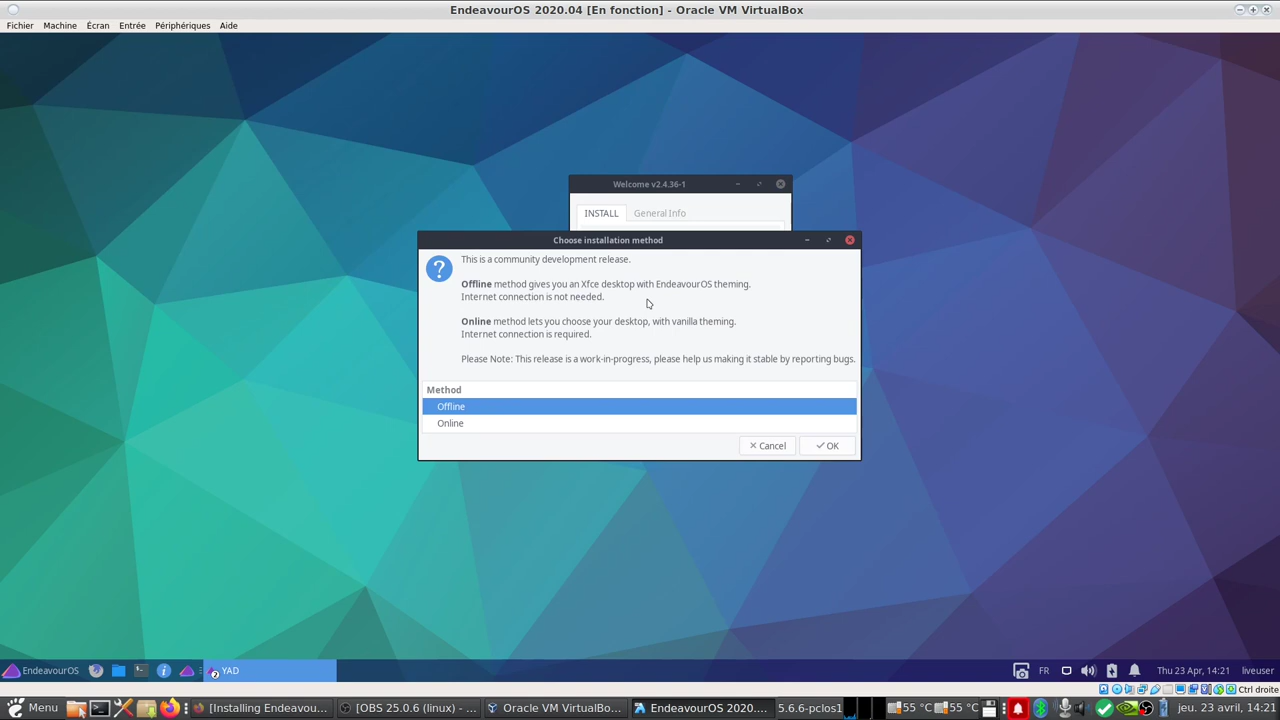 EndeavourOS 2020.04 [En fonction] - Oracle VM VirtualBox
Fichier Machine Écran Entrée Périphériques Aide
Welcome v2.4.36-1
INSTALL General Info
Choose installation method
This is a community development release.
Offline method gives you an Xfce desktop with EndeavourOS theming.
Internet connection is not needed.
Online method lets you choose your desktop, with vanilla theming.
Internet connection is required.
Please Note: This release is a work-in-progress, please help us making it stable by reporting bugs.
Method
Offline
Online
Cancel OK
EndeavourOS YAD FR Thu 23 Apr, 14:21 liveuser
Ctrl droite
Menu [Installing Endeavou... [OBS 25.0.6 (linux) - ... Oracle VM VirtualBo... EndeavourOS 2020.... 5.6.6-pclos1 55 °C 55 °C jeu. 23 avril, 14:21